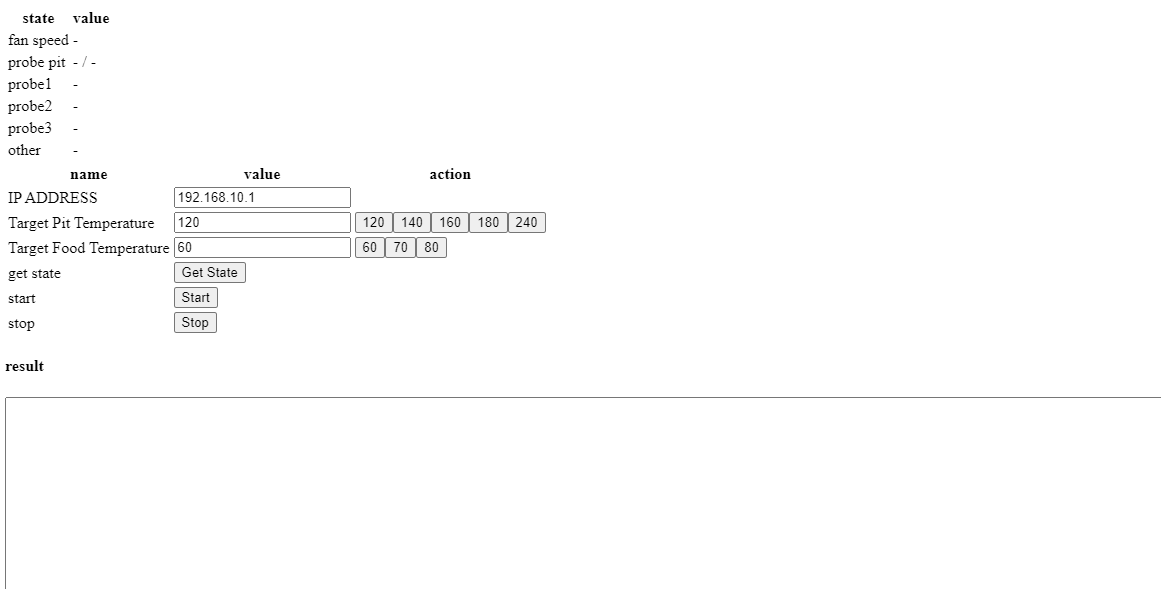 state value
fan speed -
probe pit - / -
probe1 -
probe2 -
probe3 -
other -
name value action
IP ADDRESS 192.168.10.1
Target Pit Temperature 120 120 140 160 180 240
Target Food Temperature 60 60 70 80
get state Get State
start Start
stop Stop
result